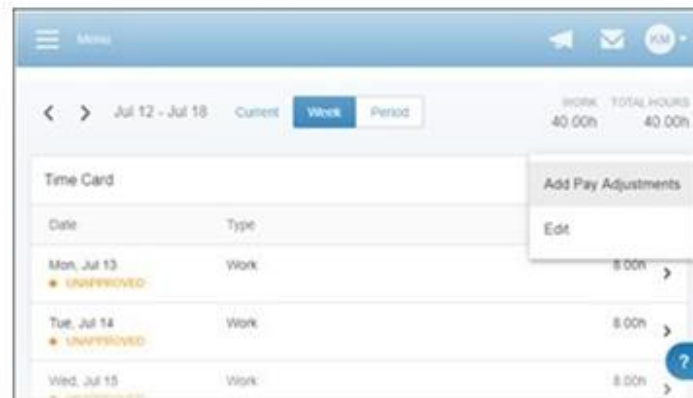 Menu
KM
Jul 12 - Jul 18
Current
Week
Period
WORK
TOTAL HOURS
40.00h
40.00h
Time Card
Add Pay Adjustments
Date
Type
Edit
Mon, Jul 13
Work
8.00h
UNAPPROVED
Tue, Jul 14
Work
8.00h
UNAPPROVED
?
Wed, Jul 15
Work
8.00h